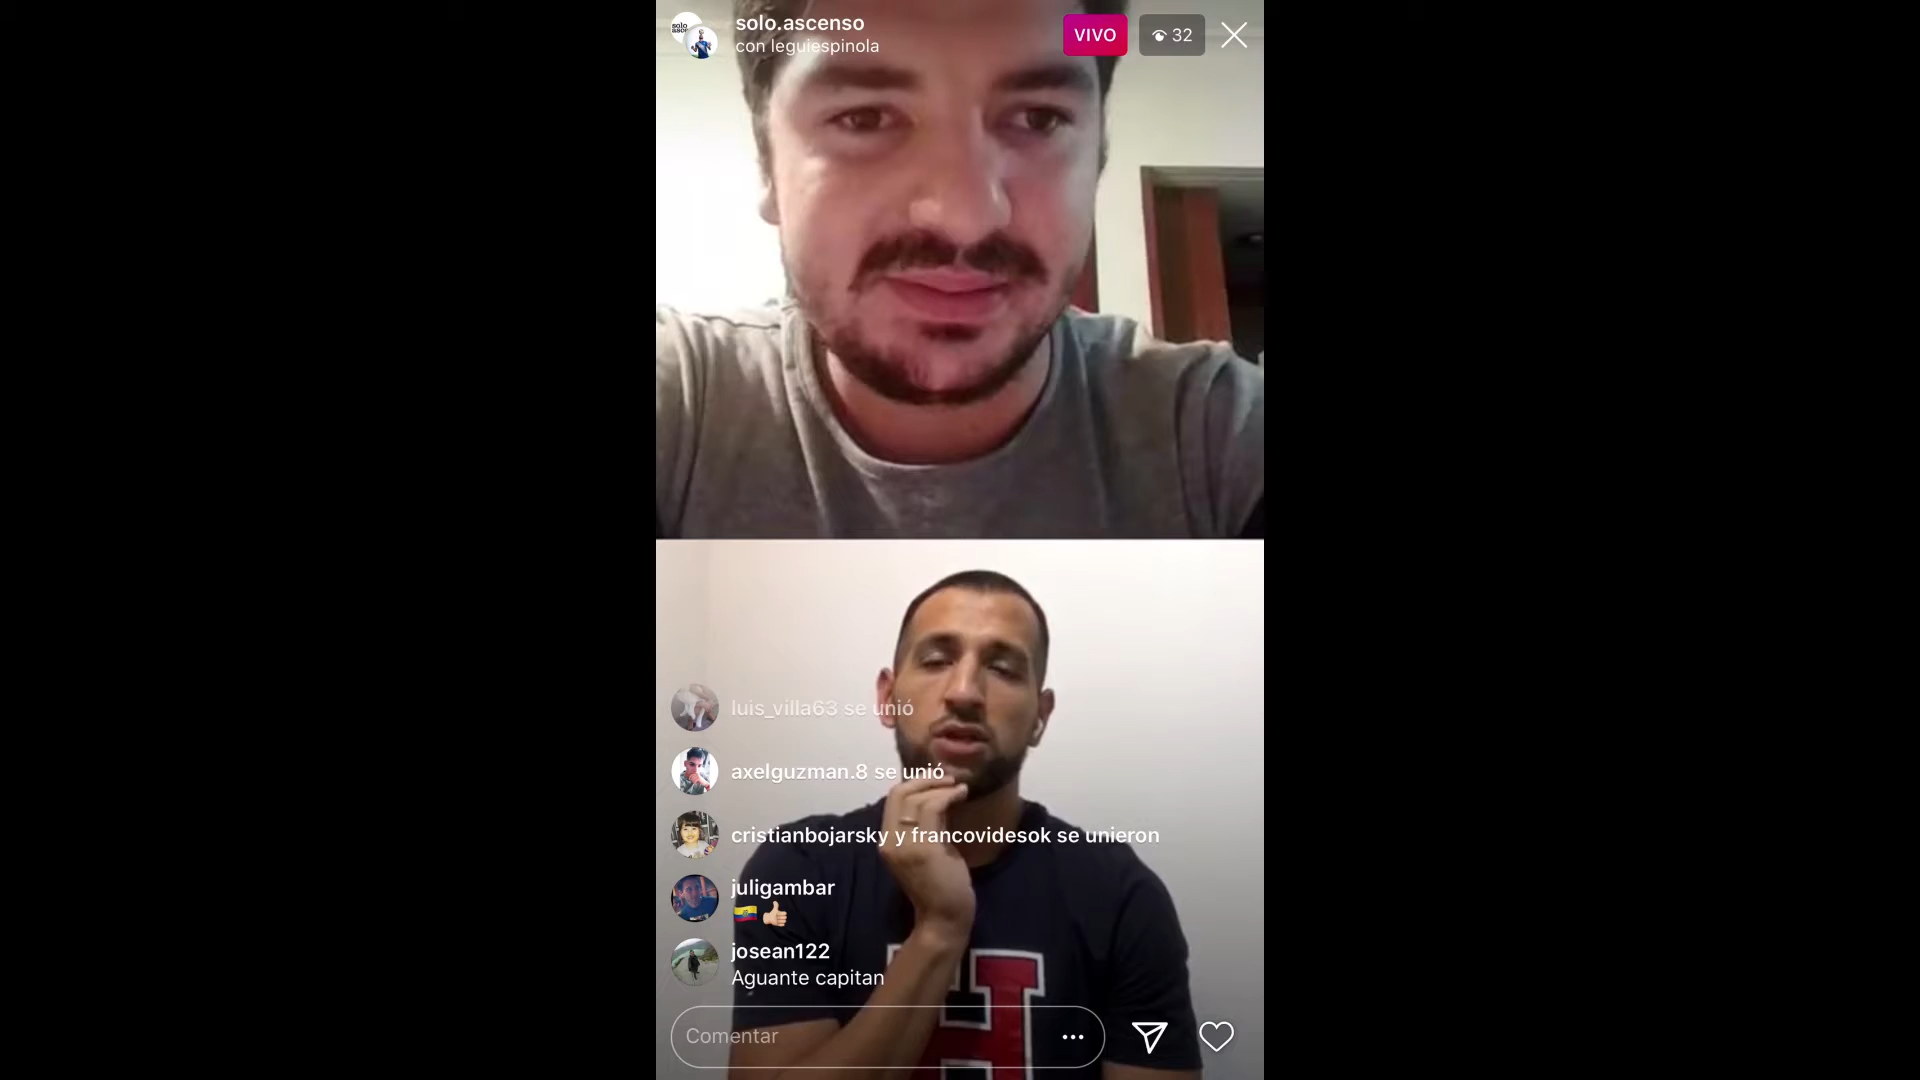 solo.ascenso
con leguiespinola
VIVO
32
luis_villa63 se unió
axelguzman.8 se unió
cristianbojarsky y francovidesok se unieron
juligambar
🇪🇨👍🏻
josean122
Aguante capitan
H
Comentar